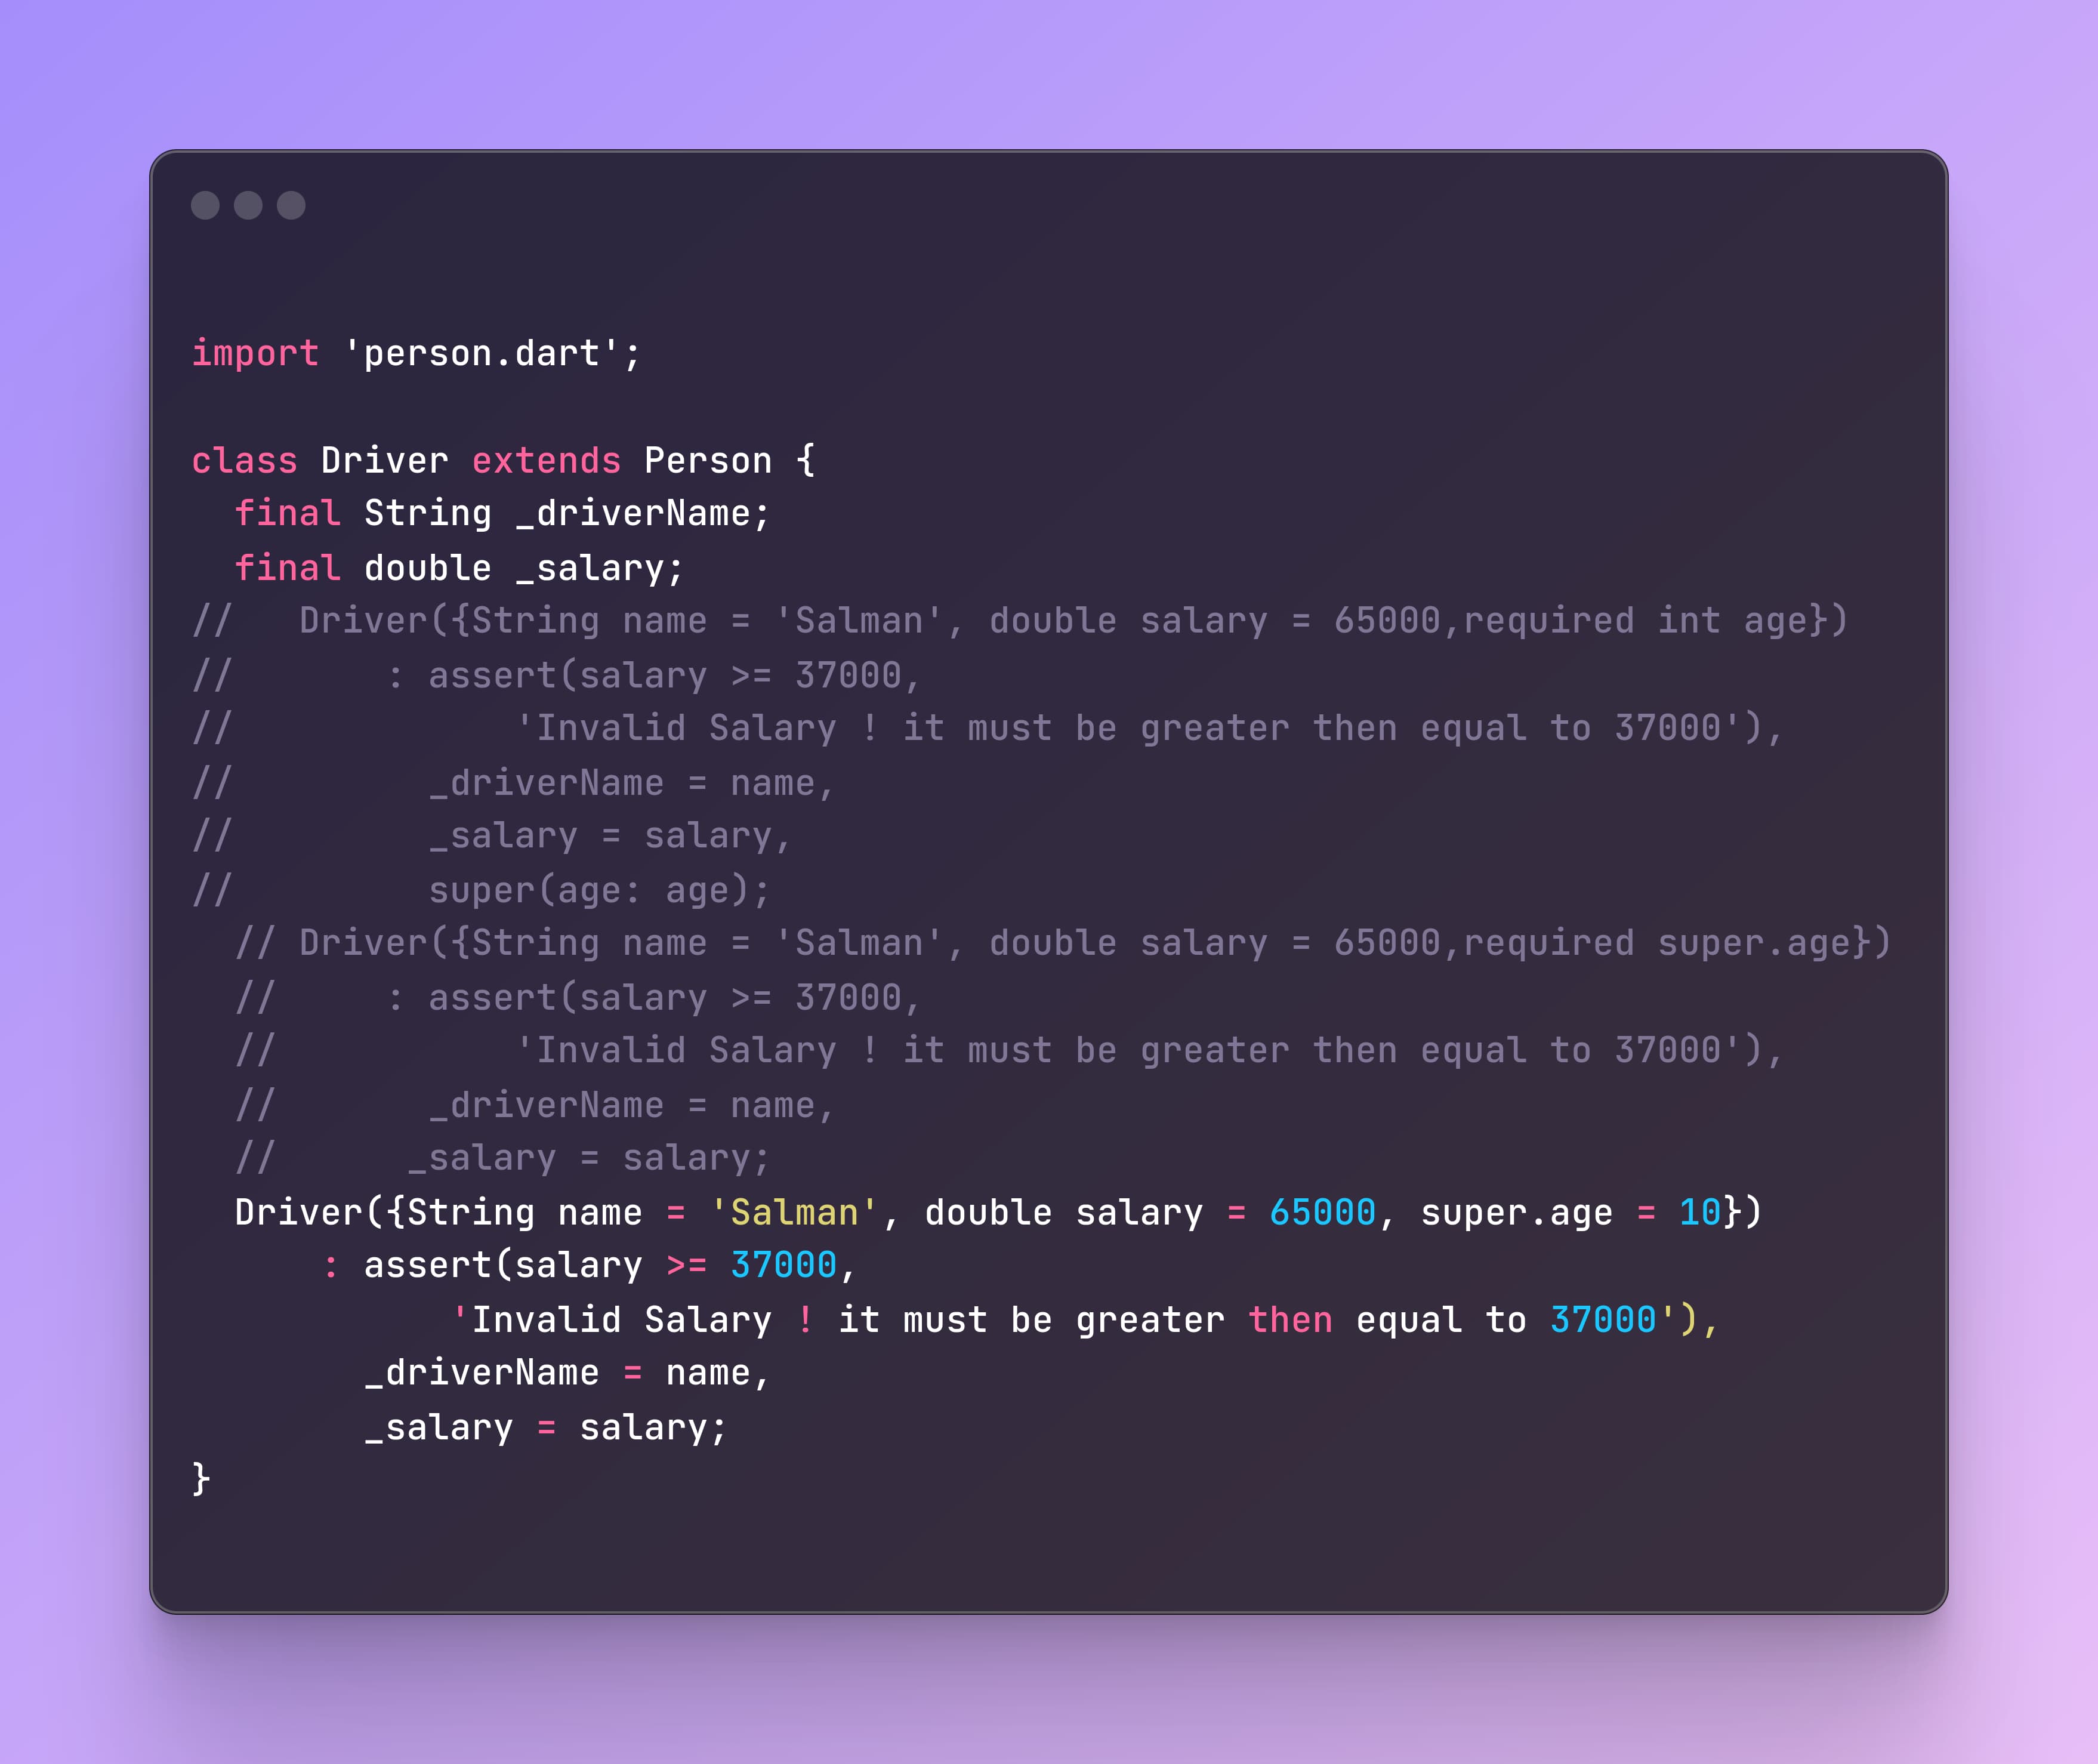 import 'person.dart';

class Driver extends Person {
  final String _driverName;
  final double _salary;
//   Driver({String name = 'Salman', double salary = 65000,required int age})
//       : assert(salary >= 37000,
//             'Invalid Salary ! it must be greater then equal to 37000'),
//         _driverName = name,
//         _salary = salary,
//         super(age: age);
  // Driver({String name = 'Salman', double salary = 65000,required super.age})
  //     : assert(salary >= 37000,
  //           'Invalid Salary ! it must be greater then equal to 37000'),
  //       _driverName = name,
  //      _salary = salary;
  Driver({String name = 'Salman', double salary = 65000, super.age = 10})
      : assert(salary >= 37000,
            'Invalid Salary ! it must be greater then equal to 37000'),
        _driverName = name,
        _salary = salary;
}